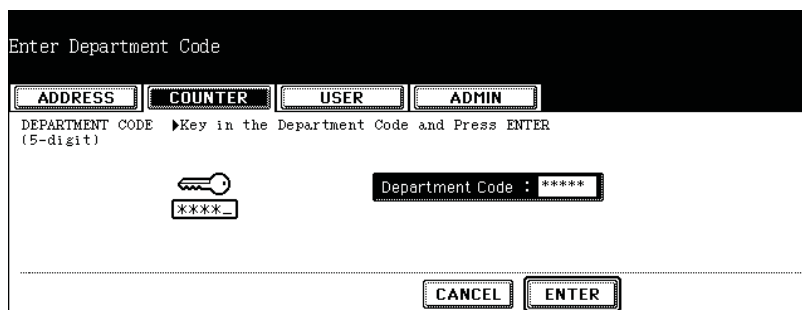 Enter Department Code
ADDRESS COUNTER USER ADMIN
DEPARTMENT CODE ▶Key in the Department Code and Press ENTER
(5-digit)
Department Code : *****
****_
CANCEL ENTER